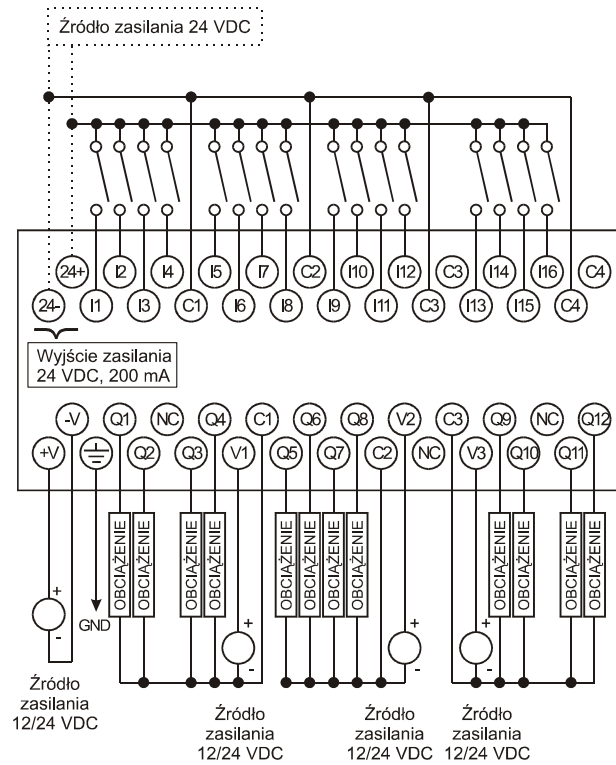 Źródło zasilania 24 VDC
24+ I2 I4 I5 I7 C2 I10 I12 C3 I14 I16 C4
24- I1 I3 C1 I6 I8 I9 I11 C3 I13 I15 C4
Wyjście zasilania
24 VDC, 200 mA
-V Q1 NC Q4 C1 Q6 Q8 V2 C3 Q9 NC Q12
+V Q2 Q3 V1 Q5 Q7 C2 NC V3 Q10 Q11
OBCIĄŻENIE OBCIĄŻENIE OBCIĄŻENIE OBCIĄŻENIE OBCIĄŻENIE OBCIĄŻENIE OBCIĄŻENIE OBCIĄŻENIE OBCIĄŻENIE OBCIĄŻENIE OBCIĄŻENIE OBCIĄŻENIE
+
-
GND
+
-
+
-
+
-
Źródło
zasilania
12/24 VDC
Źródło
zasilania
12/24 VDC
Źródło
zasilania
12/24 VDC
Źródło
zasilania
12/24 VDC